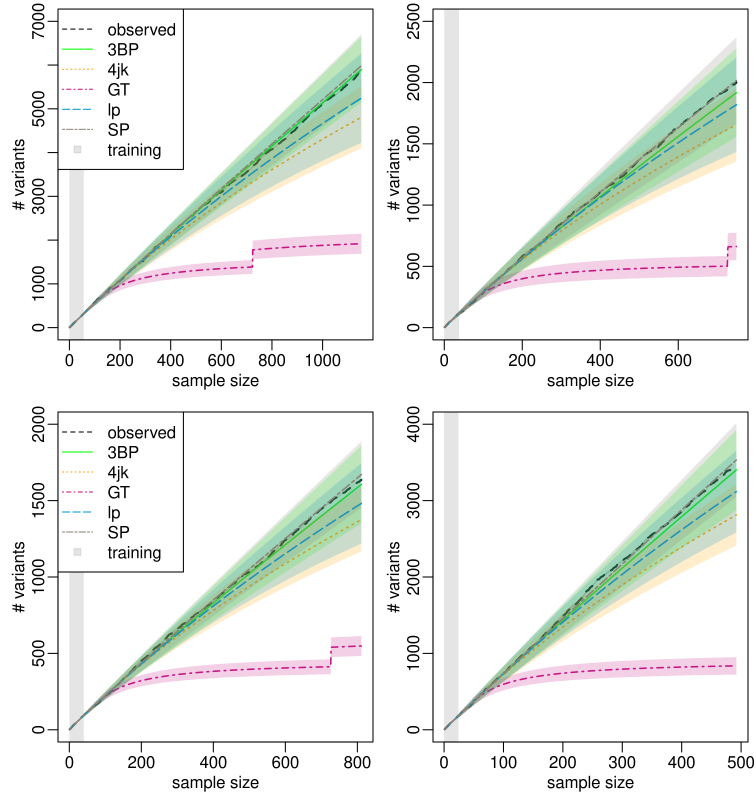 observed
3BP
4jk
GT
lp
SP
training
# variants
0
1000
3000
5000
7000
0
200
400
600
800
1000
sample size
# variants
0
500
1000
1500
2000
2500
0
200
400
600
sample size
observed
3BP
4jk
GT
lp
SP
training
# variants
0
500
1000
1500
2000
0
200
400
600
800
sample size
# variants
0
1000
2000
3000
4000
0
100
200
300
400
500
sample size